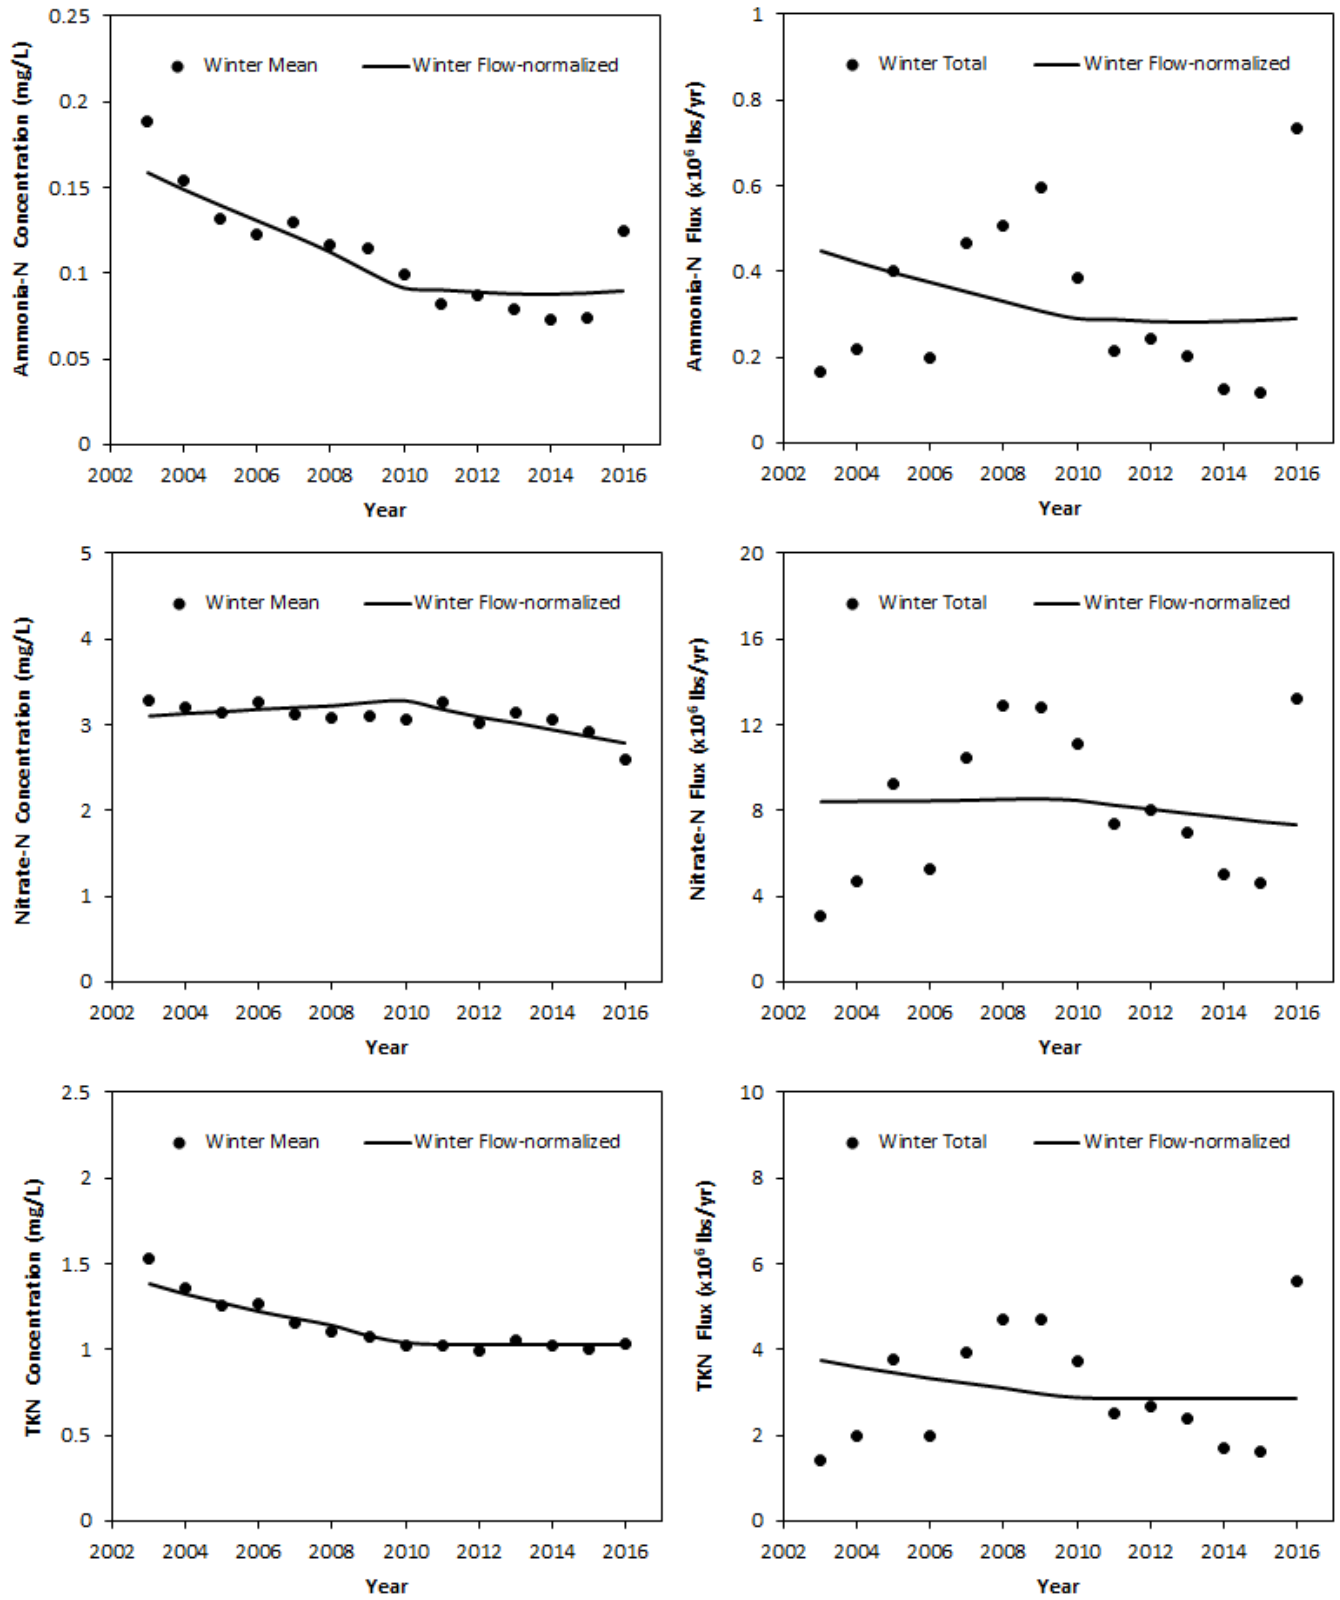 Ammonia-N Concentration (mg/L)
0.25
0.2
0.15
0.1
0.05
0
Winter Mean
Winter Flow-normalized
2002 2004 2006 2008 2010 2012 2014 2016
Year
Ammonia-N Flux (x10⁶ lbs/yr)
1
0.8
0.6
0.4
0.2
0
Winter Total
Winter Flow-normalized
2002 2004 2006 2008 2010 2012 2014 2016
Year
Nitrate-N Concentration (mg/L)
5
4
3
2
1
0
Winter Mean
Winter Flow-normalized
2002 2004 2006 2008 2010 2012 2014 2016
Year
Nitrate-N Flux (x10⁶ lbs/yr)
20
16
12
8
4
0
Winter Total
Winter Flow-normalized
2002 2004 2006 2008 2010 2012 2014 2016
Year
TKN Concentration (mg/L)
2.5
2
1.5
1
0.5
0
Winter Mean
Winter Flow-normalized
2002 2004 2006 2008 2010 2012 2014 2016
Year
TKN Flux (x10⁶ lbs/yr)
10
8
6
4
2
0
Winter Total
Winter Flow-normalized
2002 2004 2006 2008 2010 2012 2014 2016
Year